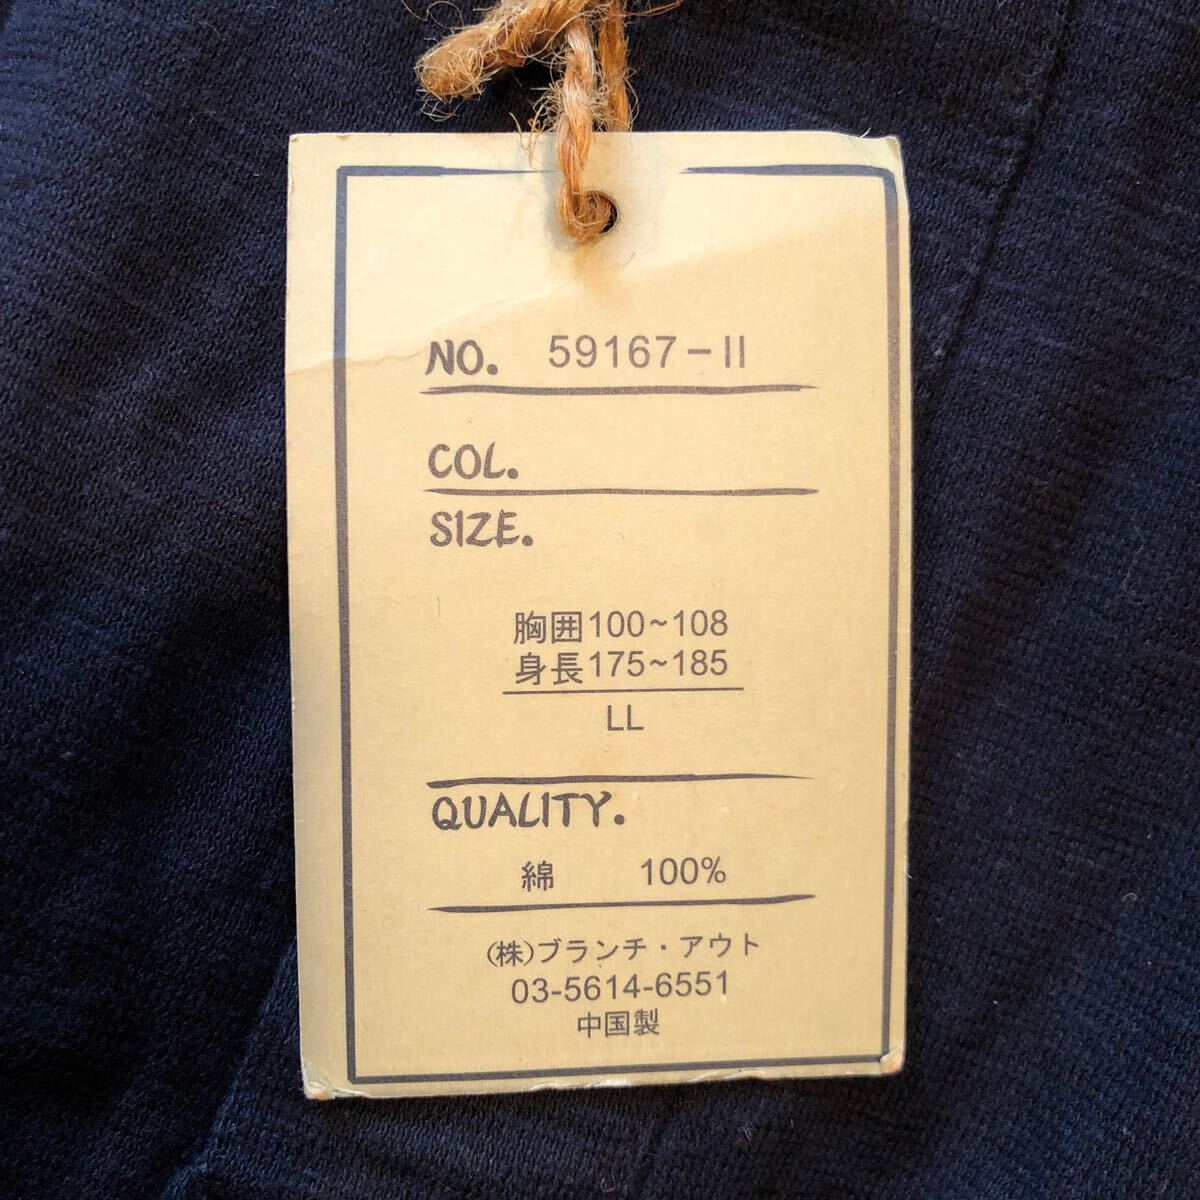 NO. 59167-II
COL.
SIZE.
胸囲100~108
身長175~185
LL
QUALITY.
綿 100%
(株)ブランチ・アウト
03-5614-6551
中国製